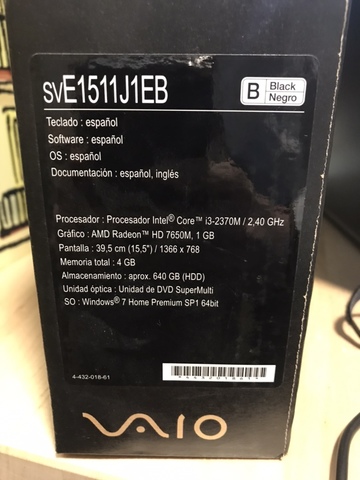 SVE1511J1EB
B Black
Negro
Teclado : español
Software : español
OS : español
Documentación : español, inglés
Procesador : Procesador Intel® Core™ i3-2370M / 2,40 GHz
Gráfico : AMD Radeon™ HD 7650M, 1 GB
Pantalla : 39,5 cm (15,5") / 1366 x 768
Memoria total : 4 GB
Almacenamiento : aprox. 640 GB (HDD)
Unidad óptica : Unidad de DVD SuperMulti
SO : Windows® 7 Home Premium SP1 64bit
4-432-018-61
VAIO